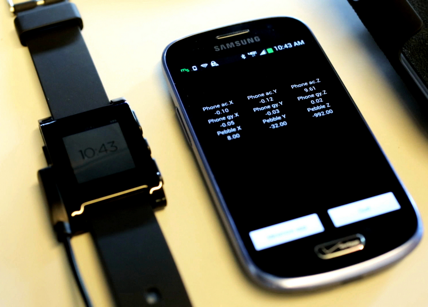 SAMSUNG
10:43 AM
Phone ac X Phone ac Y Phone ac Z
-0.10 -0.12 9.61
Phone gy X Phone gy Y Phone gy Z
-0.05 -0.03 0.02
Pebble X Pebble Y Pebble Z
8.00 -32.00 -992.00
10:43